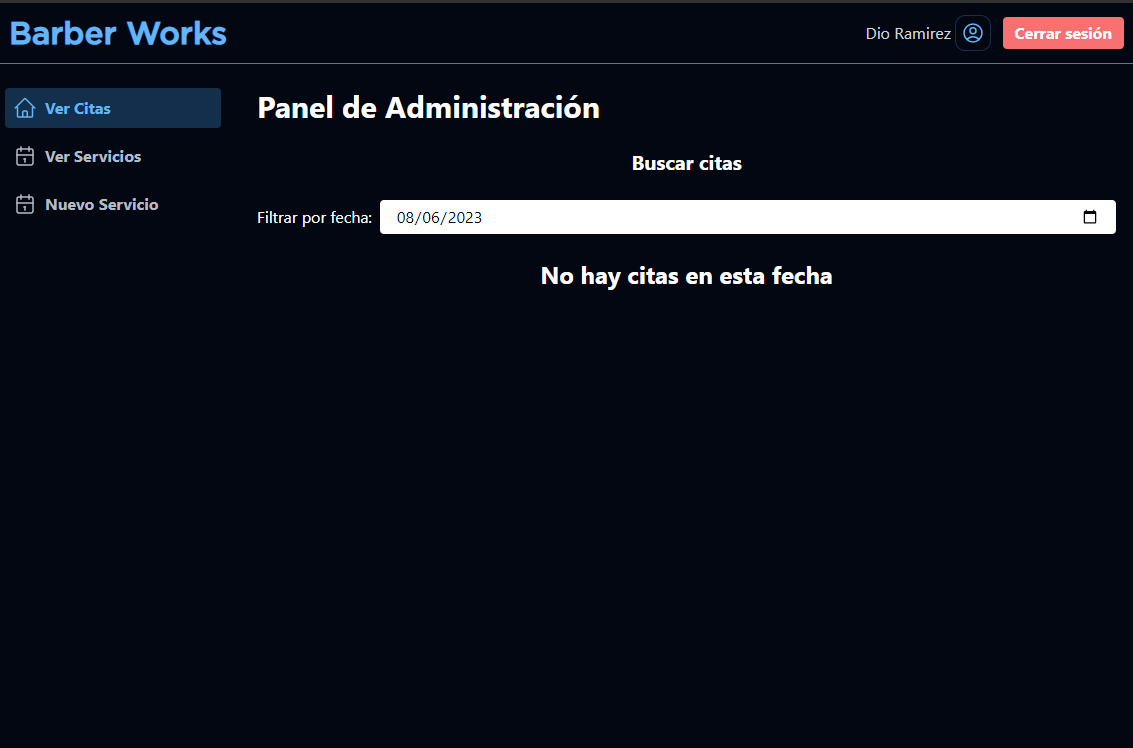 Barber Works
Dio Ramirez
Cerrar sesión
Ver Citas
Ver Servicios
Nuevo Servicio
Panel de Administración
Buscar citas
Filtrar por fecha: 08/06/2023
No hay citas en esta fecha